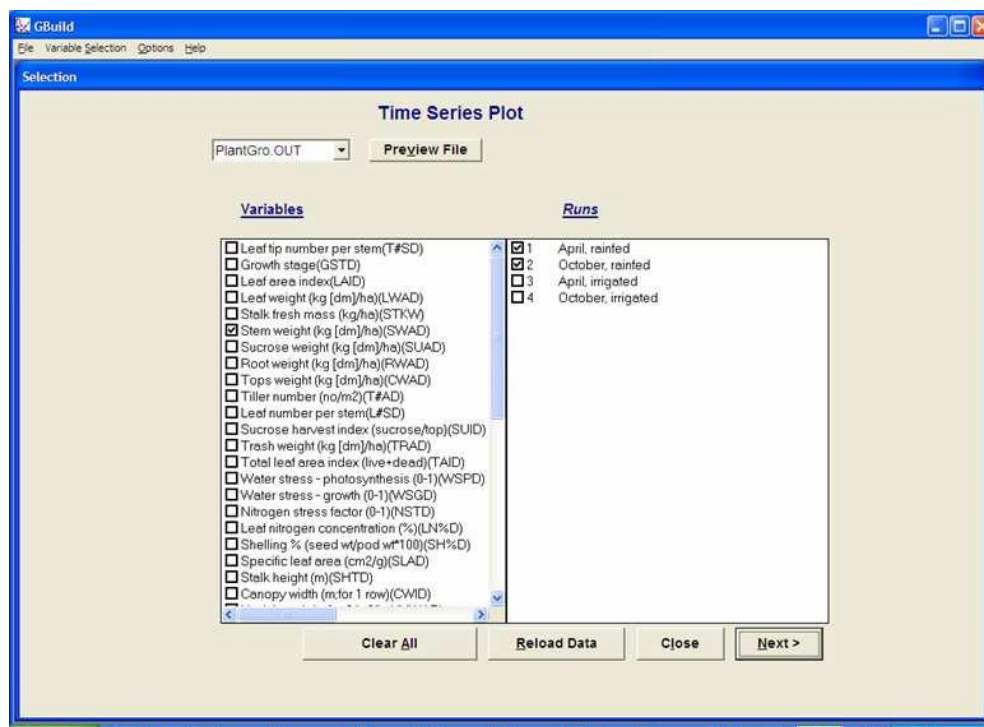 GBuild
File Variable Selection Options Help
Selection
Time Series Plot
PlantGro.OUT
Preview File
Variables
Runs
Leaf tip number per stem(T#SD)
Growth stage(GSTD)
Leaf area index(LAID)
Leaf weight (kg [dm]/ha)(LWAD)
Stalk fresh mass (kg/ha)(STKW)
Stem weight (kg [dm]/ha)(SWAD)
Sucrose weight (kg [dm]/ha)(SUAD)
Root weight (kg [dm]/ha)(RWAD)
Tops weight (kg [dm]/ha)(CWAD)
Tiller number (no/m2)(T#AD)
Leaf number per stem(L#SD)
Sucrose harvest index (sucrose/top)(SUID)
Trash weight (kg [dm]/ha)(TRAD)
Total leaf area index (live+dead)(TAID)
Water stress - photosynthesis (0-1)(WSPD)
Water stress - growth (0-1)(WSGD)
Nitrogen stress factor (0-1)(NSTD)
Leaf nitrogen concentration (%)(LN%D)
Shelling % (seed wt/pod wt*100)(SH%D)
Specific leaf area (cm2/g)(SLAD)
Stalk height (m)(SHTD)
Canopy width (m;for 1 row)(CWID)
1 April, rainfed
2 October, rainfed
3 April, irrigated
4 October, irrigated
Clear All
Reload Data
Close
Next >